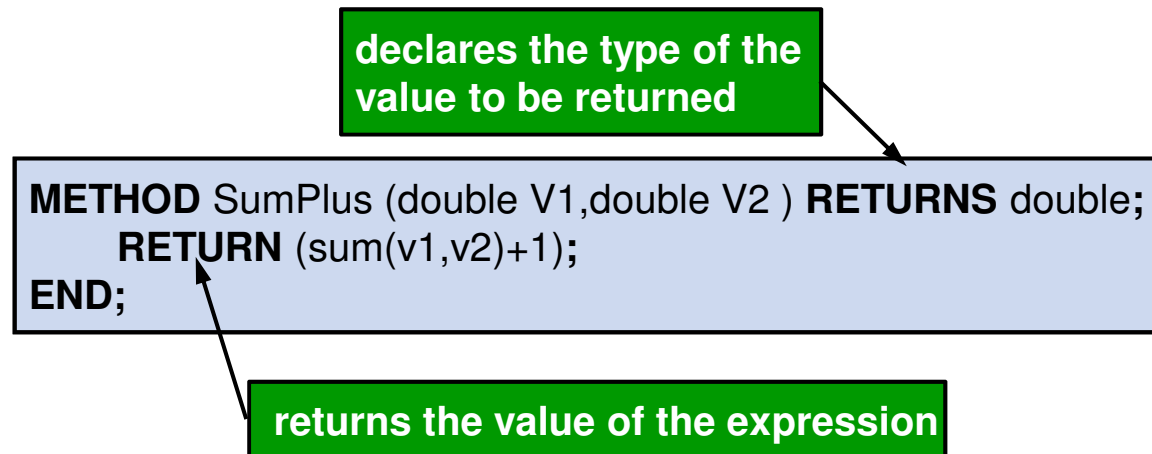 declares the type of the
value to be returned
METHOD SumPlus (double V1,double V2 ) RETURNS double;
RETURN (sum(v1,v2)+1);
END;
returns the value of the expression